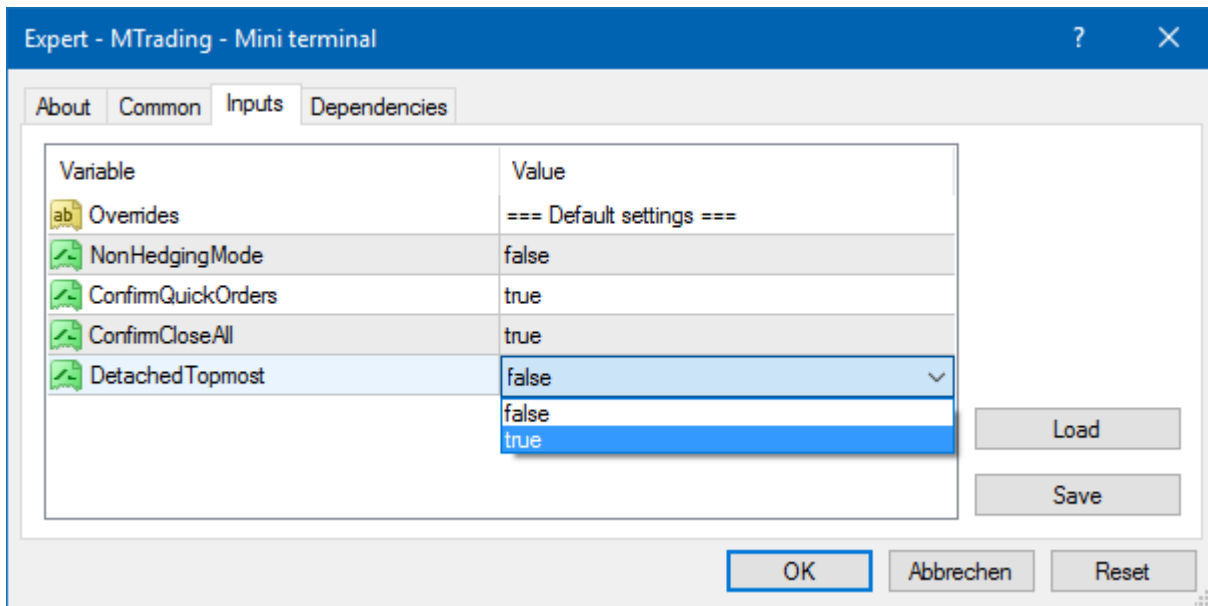 Expert - MTrading - Mini terminal ? ×
About Common Inputs Dependencies
Variable Value
ab Overrides === Default settings ===
NonHedgingMode false
ConfirmQuickOrders true
ConfirmCloseAll true
DetachedTopmost false
false
true
Load
Save
OK Abbrechen Reset